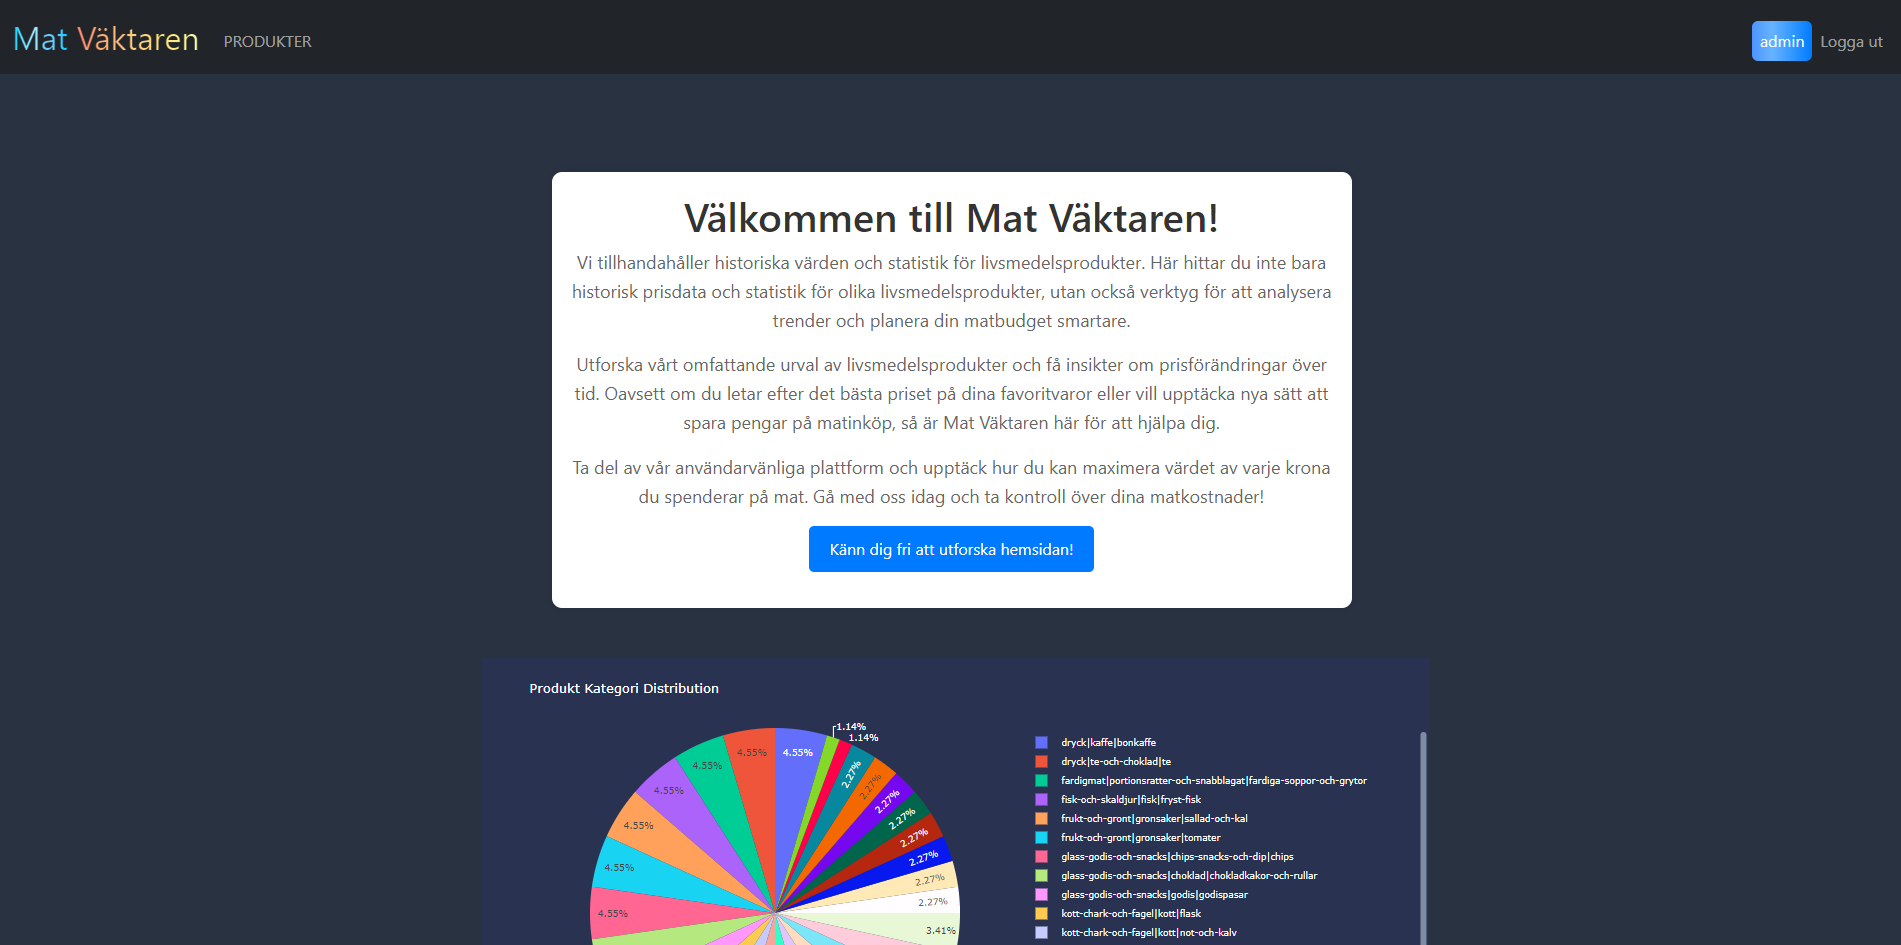 Mat Väktaren PRODUKTER admin Logga ut
Välkommen till Mat Väktaren!
Vi tillhandahåller historiska värden och statistik för livsmedelsprodukter. Här hittar du inte bara
historisk prisdata och statistik för olika livsmedelsprodukter, utan också verktyg för att analysera
trender och planera din matbudget smartare.
Utforska vårt omfattande urval av livsmedelsprodukter och få insikter om prisförändringar över
tid. Oavsett om du letar efter det bästa priset på dina favoritvaror eller vill upptäcka nya sätt att
spara pengar på matinköp, så är Mat Väktaren här för att hjälpa dig.
Ta del av vår användarvänliga plattform och upptäck hur du kan maximera värdet av varje krona
du spenderar på mat. Gå med oss idag och ta kontroll över dina matkostnader!
Känn dig fri att utforska hemsidan!
Produkt Kategori Distribution
4.55%
1.14%
1.14%
2.27%
2.27%
2.27%
2.27%
2.27%
2.27%
2.27%
2.27%
3.41%
4.55%
4.55%
4.55%
4.55%
4.55%
4.55%
dryck|kaffe|bonkaffe
dryck|te-och-choklad|te
fardigmat|portionsratter-och-snabblagat|fardiga-soppor-och-grytor
fisk-och-skaldjur|fisk|fryst-fisk
frukt-och-gront|gronsaker|sallad-och-kal
frukt-och-gront|gronsaker|tomater
glass-godis-och-snacks|chips-snacks-och-dip|chips
glass-godis-och-snacks|choklad|chokladkakor-och-rullar
glass-godis-och-snacks|godis|godispasar
kott-chark-och-fagel|kott|flask
kott-chark-och-fagel|kott|not-och-kalv